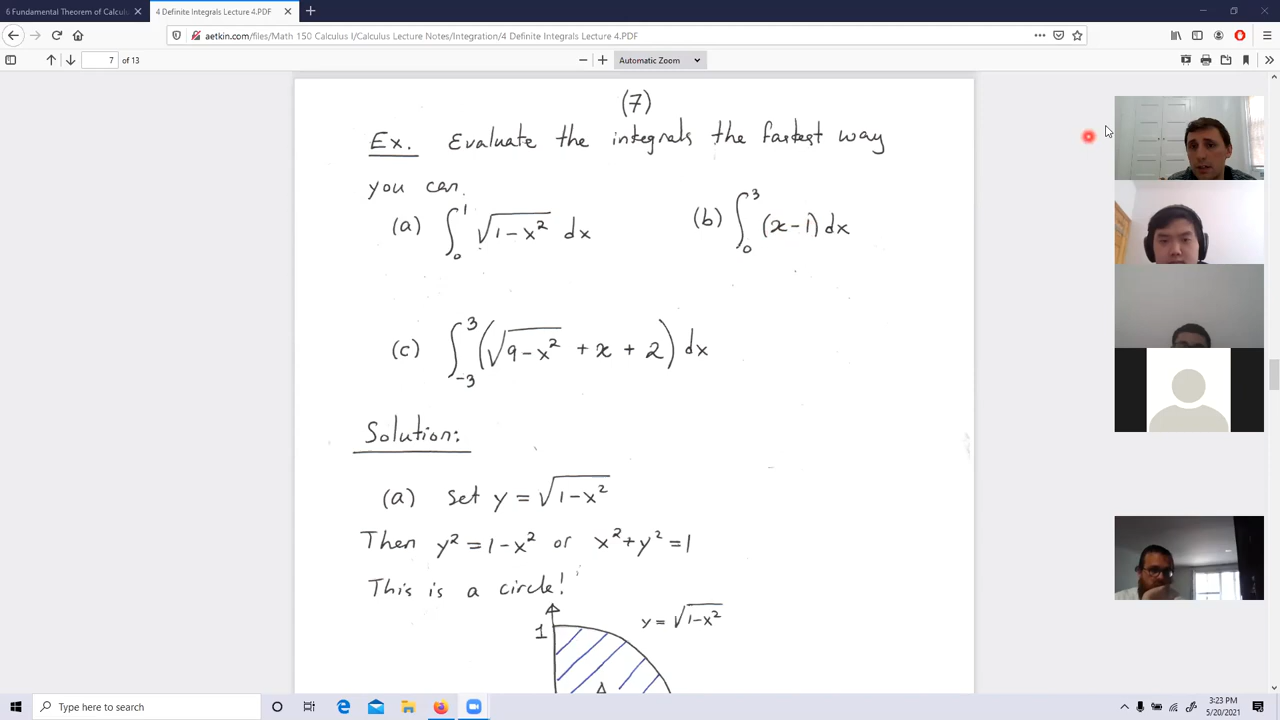 6 Fundamental Theorem of Calcul
4 Definite Integrals Lecture 4.PDF
aetkin.com/files/Math 150 Calculus I/Calculus Lecture Notes/Integration/4 Definite Integrals Lecture 4.PDF
7 of 13
Automatic Zoom
(7)
Ex. Evaluate the integrals the fastest way
you can.
(a) ∫₀¹ √(1-x²) dx (b) ∫₀³ (x-1) dx
(c) ∫₋₃³ (√(9-x²) + x + 2) dx
Solution:
(a) Set y = √(1-x²)
Then y² = 1-x² or x²+y² = 1
This is a circle!
y = √(1-x²)
1
A
Type here to search
3:23 PM
5/20/2021